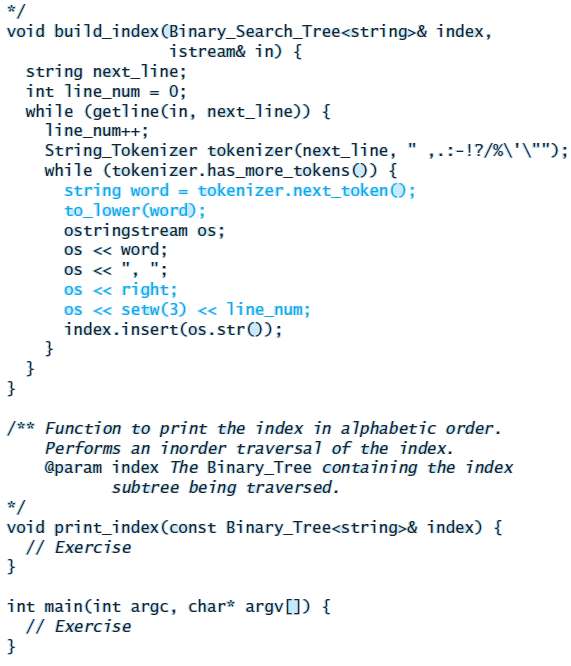 */
void build_index(Binary_Search_Tree<string>& index,
                 istream& in) {
  string next_line;
  int line_num = 0;
  while (getline(in, next_line)) {
    line_num++;
    String_Tokenizer tokenizer(next_line, " ,.:-!?/%\'\"");
    while (tokenizer.has_more_tokens()) {
      string word = tokenizer.next_token();
      to_lower(word);
      ostringstream os;
      os << word;
      os << ", ";
      os << right;
      os << setw(3) << line_num;
      index.insert(os.str());
    }
  }
}
/** Function to print the index in alphabetic order.
    Performs an inorder traversal of the index.
    @param index The Binary_Tree containing the index
           subtree being traversed.
*/
void print_index(const Binary_Tree<string>& index) {
  // Exercise
}
int main(int argc, char* argv[]) {
  // Exercise
}